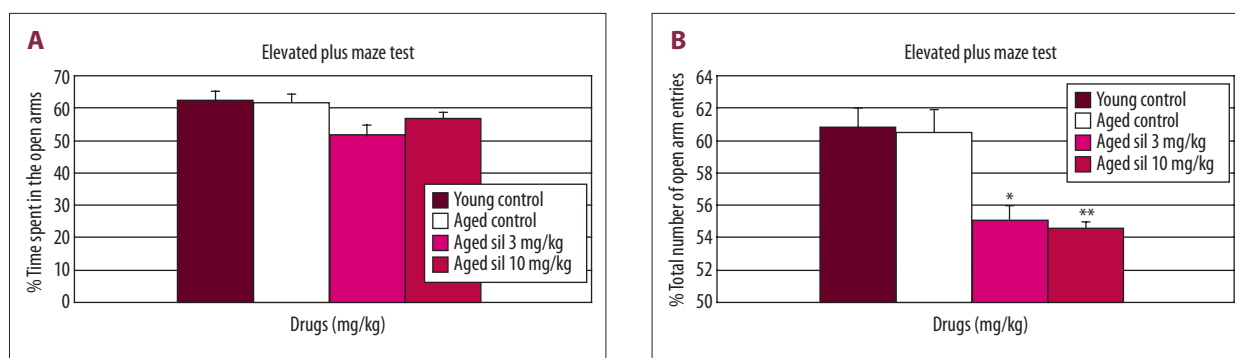 A
Elevated plus maze test
% Time spent in the open arms
70
60
50
40
30
20
10
0
Young control
Aged control
Aged sil 3 mg/kg
Aged sil 10 mg/kg
Drugs (mg/kg)
B
Elevated plus maze test
% Total number of open arm entries
64
62
60
58
56
54
52
50
Young control
Aged control
Aged sil 3 mg/kg
Aged sil 10 mg/kg
*
**
Drugs (mg/kg)